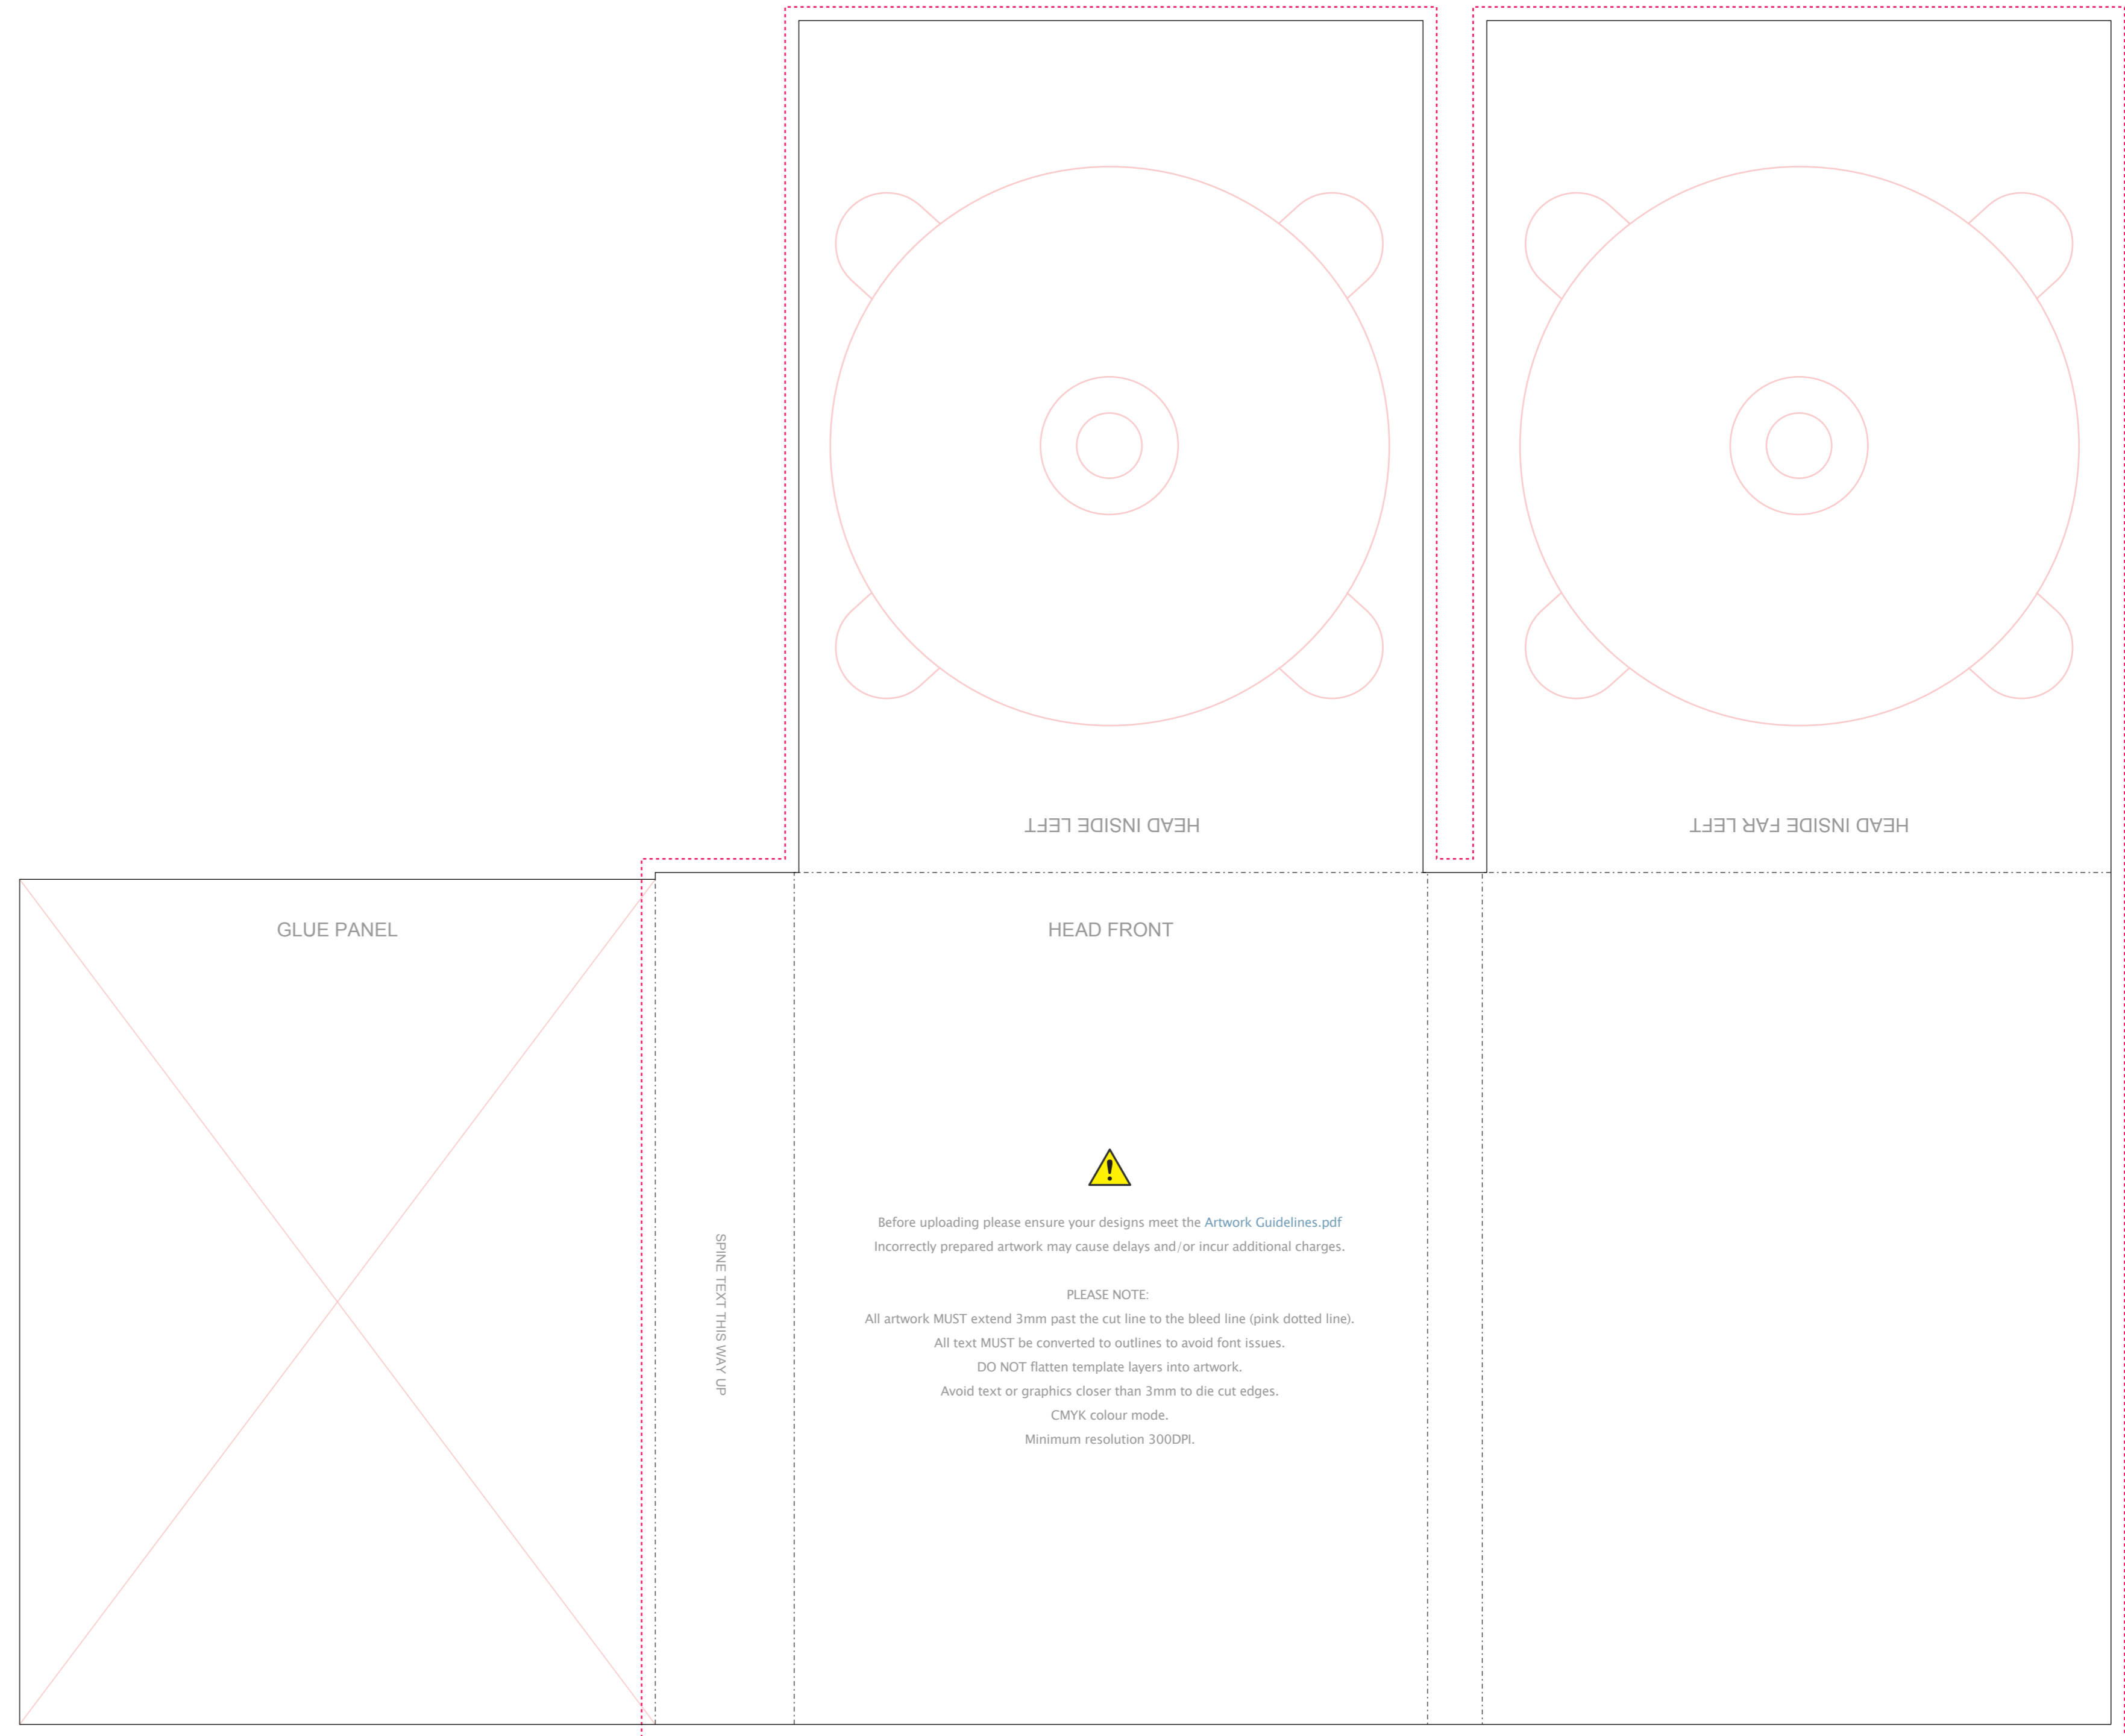 HEAD INSIDE LEFT
HEAD INSIDE FAR LEFT
GLUE PANEL
HEAD FRONT
Before uploading please ensure your designs meet the Artwork Guidelines.pdf
Incorrectly prepared artwork may cause delays and/or incur additional charges.
PLEASE NOTE:
All artwork MUST extend 3mm past the cut line to the bleed line (pink dotted line).
All text MUST be converted to outlines to avoid font issues.
DO NOT flatten template layers into artwork.
Avoid text or graphics closer than 3mm to die cut edges.
CMYK colour mode.
Minimum resolution 300DPI.
SPINE TEXT THIS WAY UP